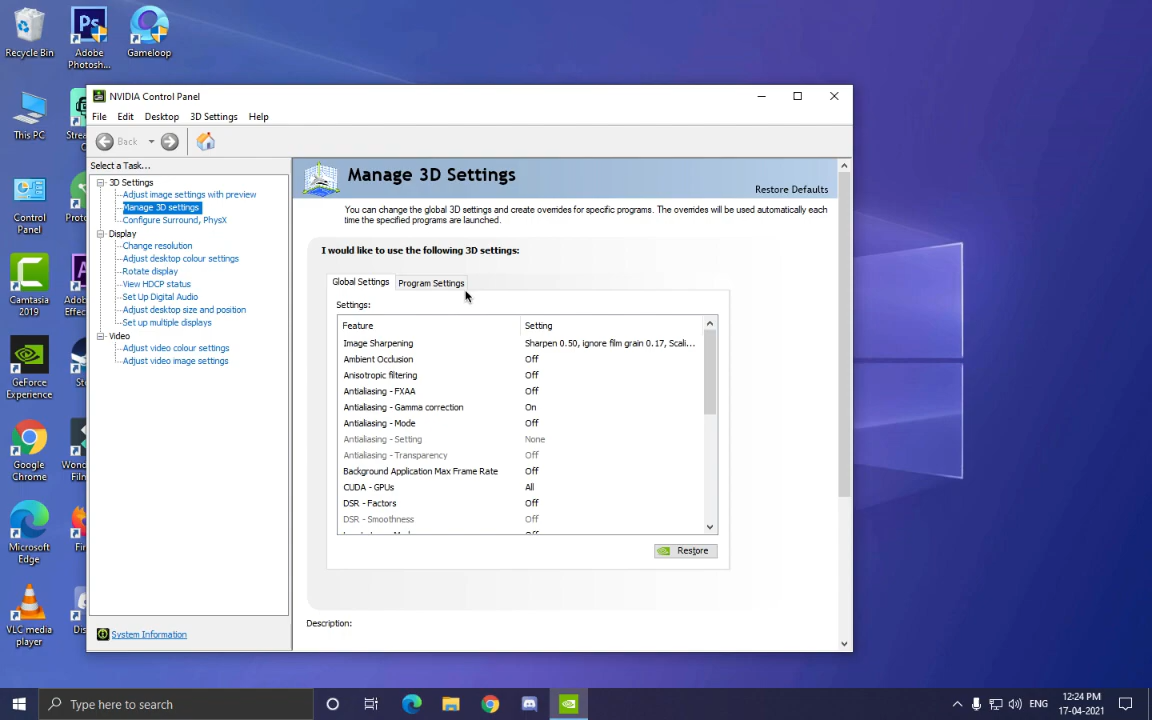 Recycle Bin
Adobe
Photosh...
Gameloop
This PC
Control
Panel
Camtasia
2019
GeForce
Experience
Google
Chrome
Microsoft
Edge
VLC media
player
NVIDIA Control Panel
File Edit Desktop 3D Settings Help
Back
Select a Task...
3D Settings
Adjust image settings with preview
Manage 3D settings
Configure Surround, PhysX
Display
Change resolution
Adjust desktop colour settings
Rotate display
View HDCP status
Set Up Digital Audio
Adjust desktop size and position
Set up multiple displays
Video
Adjust video colour settings
Adjust video image settings
System Information
Manage 3D Settings
Restore Defaults
You can change the global 3D settings and create overrides for specific programs. The overrides will be used automatically each
time the specified programs are launched.
I would like to use the following 3D settings:
Global Settings Program Settings
Settings:
Feature Setting
Image Sharpening Sharpen 0.50, ignore film grain 0.17, Scali...
Ambient Occlusion Off
Anisotropic filtering Off
Antialiasing - FXAA Off
Antialiasing - Gamma correction On
Antialiasing - Mode Off
Antialiasing - Setting None
Antialiasing - Transparency Off
Background Application Max Frame Rate Off
CUDA - GPUs All
DSR - Factors Off
DSR - Smoothness Off
Restore
Description:
Type here to search
ENG
12:24 PM
17-04-2021